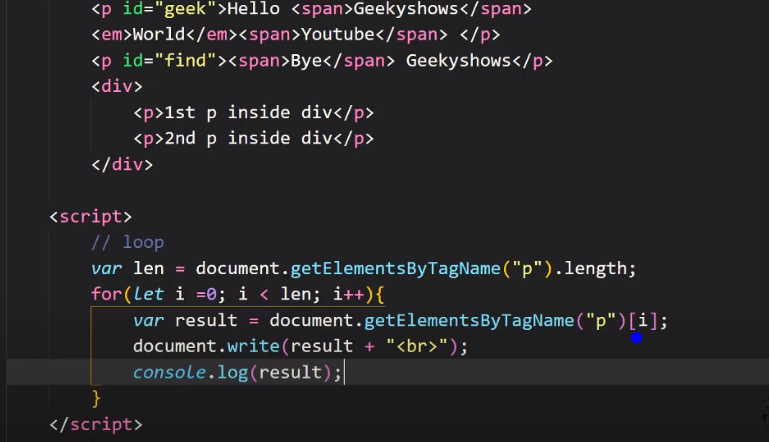 <p id="geek">Hello <span>Geekyshows</span>
<em>World</em><span>Youtube</span> </p>
<p id="find"><span>Bye</span> Geekyshows</p>
<div>
<p>1st p inside div</p>
<p>2nd p inside div</p>
</div>
<script>
// loop
var len = document.getElementsByTagName("p").length;
for(let i =0; i < len; i++){
var result = document.getElementsByTagName("p")[i];
document.write(result + "<br>");
console.log(result);
}
</script>